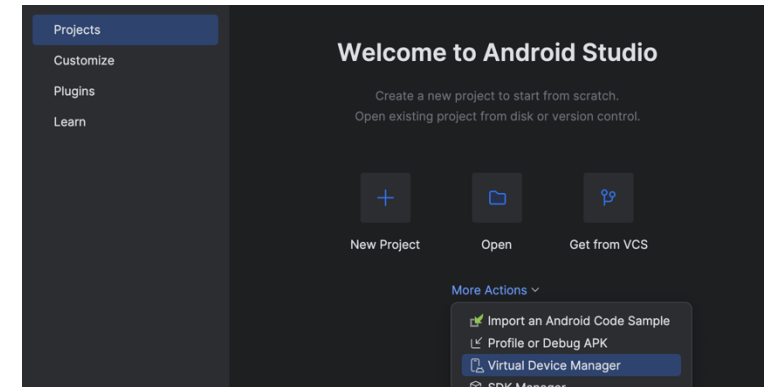 Projects
Customize
Plugins
Learn
Welcome to Android Studio
Create a new project to start from scratch.
Open existing project from disk or version control.
New Project
Open
Get from VCS
More Actions
Import an Android Code Sample
Profile or Debug APK
Virtual Device Manager
SDK Manager